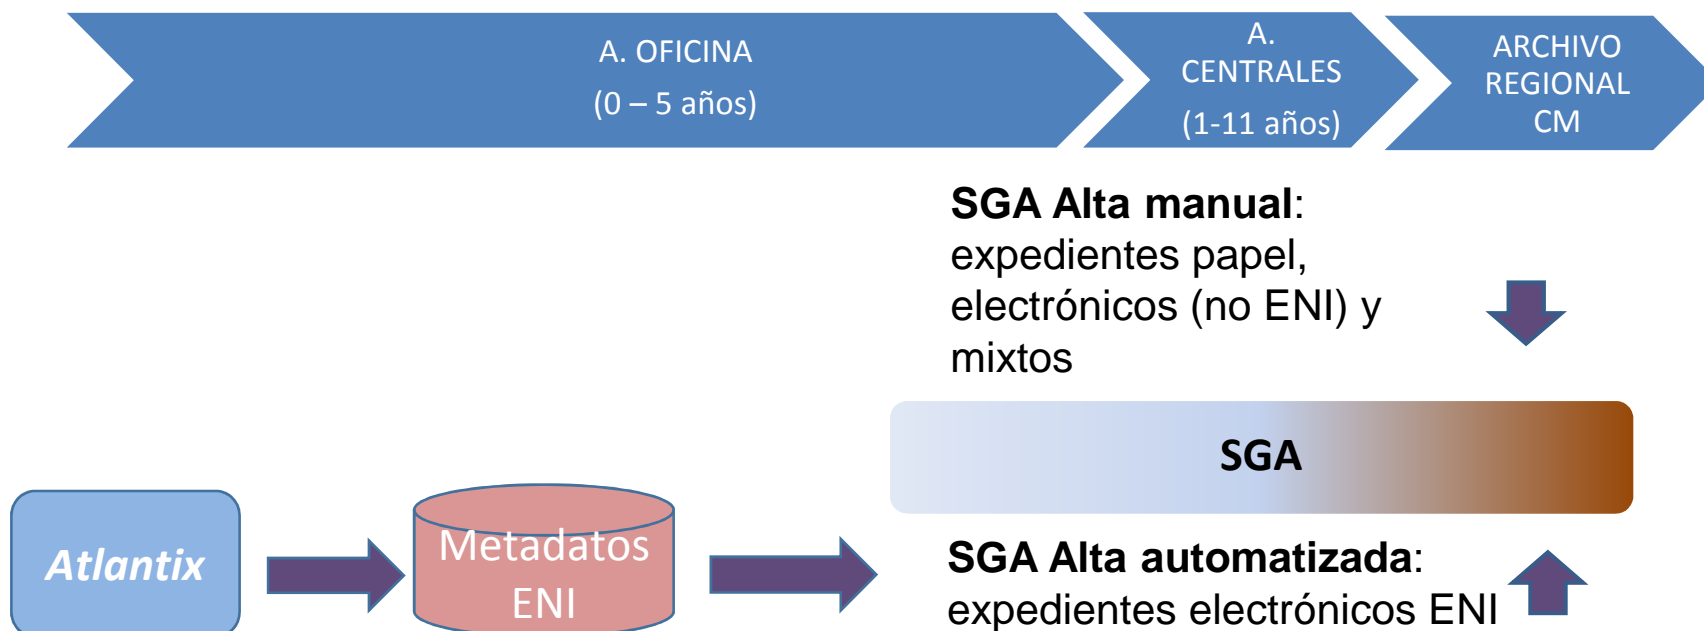 A. OFICINA
(0 – 5 años)
A.
CENTRALES
(1-11 años)
ARCHIVO
REGIONAL
CM
SGA Alta manual:
expedientes papel,
electrónicos (no ENI) y
mixtos
SGA
Atlantix
Metadatos
ENI
SGA Alta automatizada:
expedientes electrónicos ENI